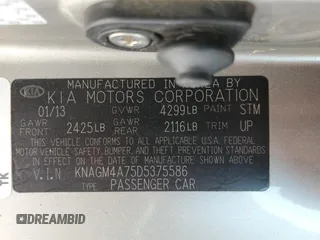 MANUFACTURED IN KOREA BY
KIA KIA MOTORS CORPORATION
01/13 GVWR 4299LB PAINT STM
GAWR FRONT 2425LB GAWR REAR 2116LB TRIM UP
THIS VEHICLE CONFORMS TO ALL APPLICABLE U.S.A. FEDERAL
MOTOR VEHICLE SAFETY, BUMPER, AND THEFT PREVENTION STANDARDS
IN EFFECT ON THE DATE OF MANUFACTURE SHOWN ABOVE.
V.I.N KNAGM4A75D5375586
PASSENGER CAR
DREAMBID